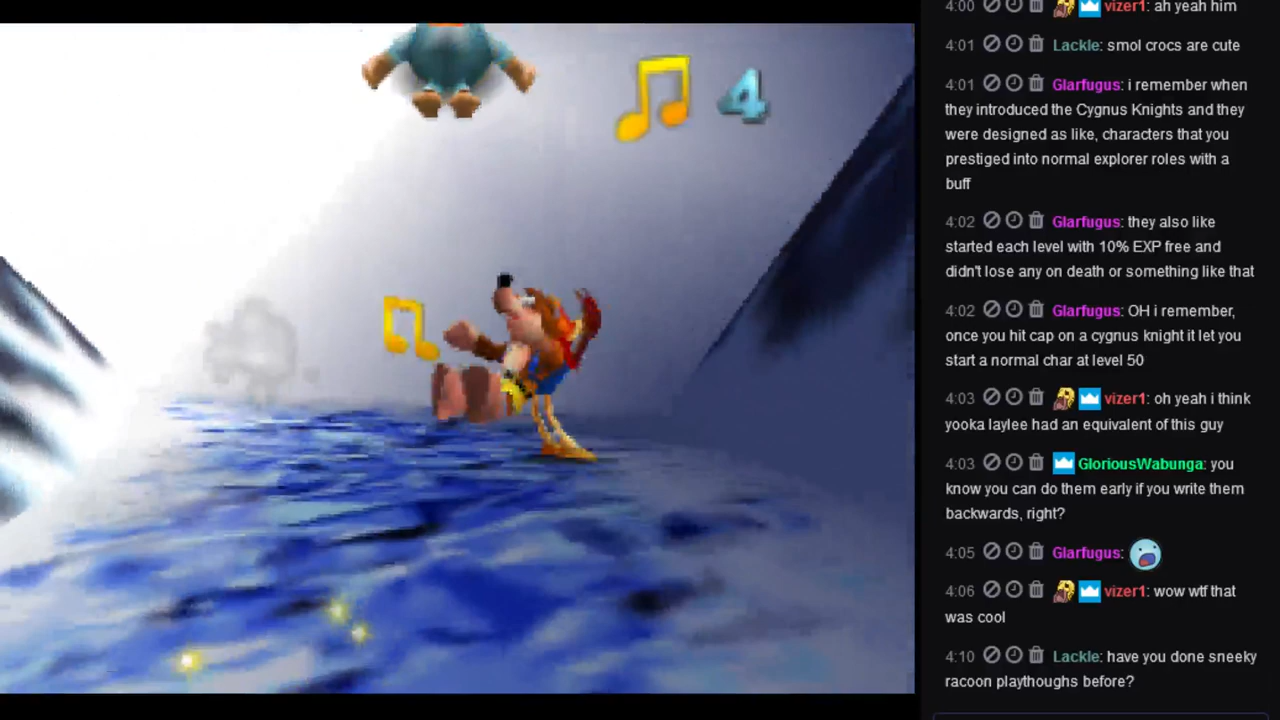 4
4:00 vizer1: ah yeah him
4:01 Lackle: smol crocs are cute
4:01 Glarfugus: i remember when
they introduced the Cygnus Knights and they
were designed as like, characters that you
prestiged into normal explorer roles with a
buff
4:02 Glarfugus: they also like
started each level with 10% EXP free and
didn't lose any on death or something like that
4:02 Glarfugus: OH i remember,
once you hit cap on a cygnus knight it let you
start a normal char at level 50
4:03 vizer1: oh yeah i think
yooka laylee had an equivalent of this guy
4:03 GloriousWabunga: you
know you can do them early if you write them
backwards, right?
4:05 Glarfugus:
4:06 vizer1: wow wtf that
was cool
4:10 Lackle: have you done sneeky
racoon playthoughs before?